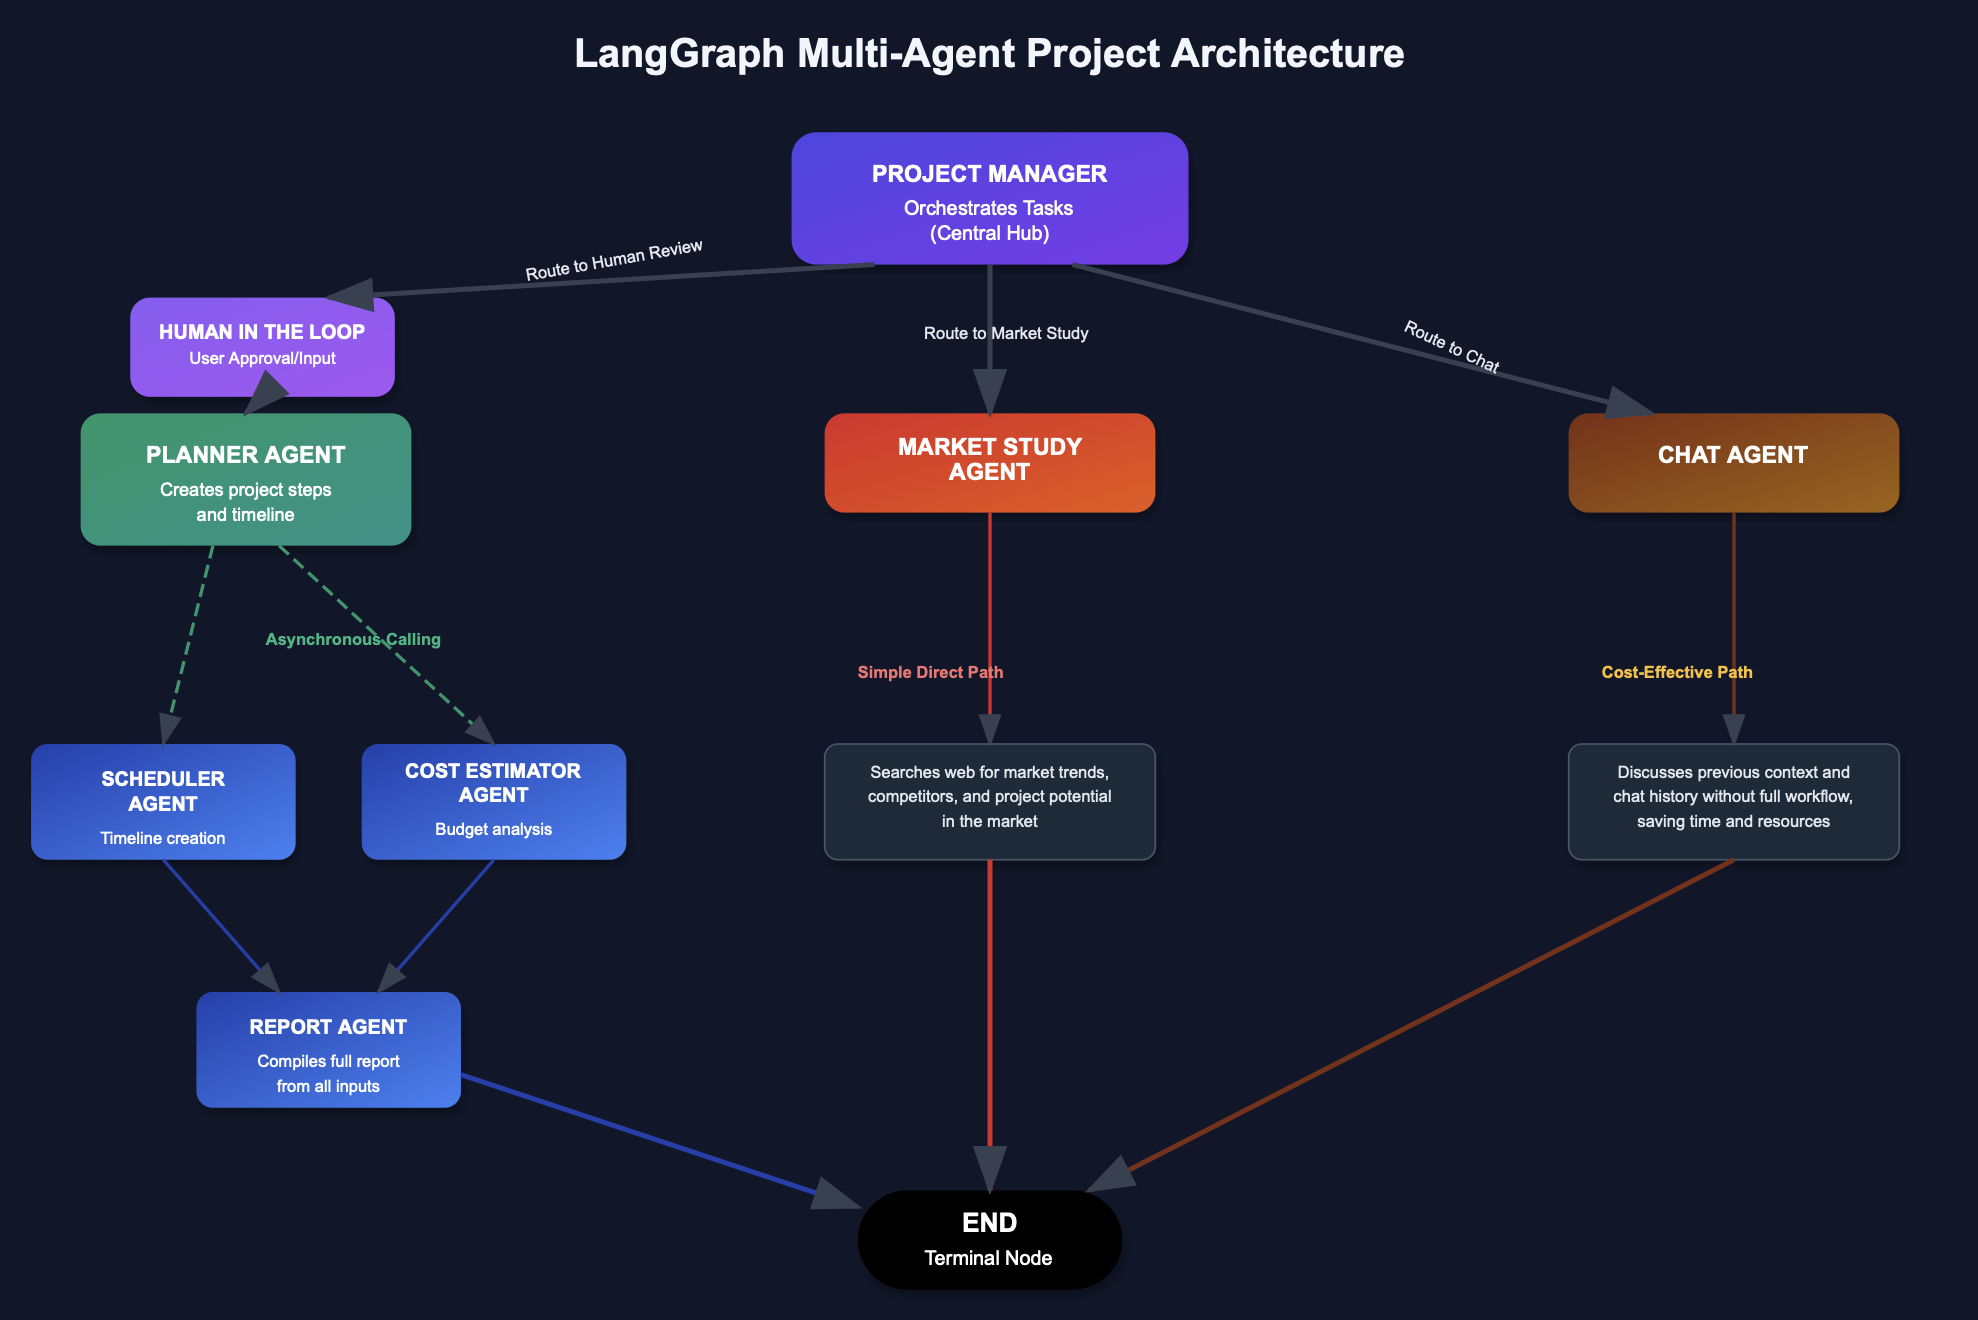 LangGraph Multi-Agent Project Architecture
PROJECT MANAGER
Orchestrates Tasks
(Central Hub)
Route to Human Review
Route to Market Study
Route to Chat
HUMAN IN THE LOOP
User Approval/Input
PLANNER AGENT
Creates project steps
and timeline
MARKET STUDY
AGENT
CHAT AGENT
Asynchronous Calling
Simple Direct Path
Cost-Effective Path
SCHEDULER
AGENT
Timeline creation
COST ESTIMATOR
AGENT
Budget analysis
Searches web for market trends,
competitors, and project potential
in the market
Discusses previous context and
chat history without full workflow,
saving time and resources
REPORT AGENT
Compiles full report
from all inputs
END
Terminal Node